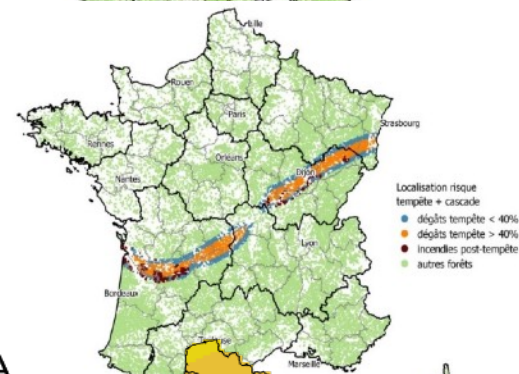 Lille
Rouen
Paris
Strasbourg
Rennes
Orléans
Nantes
Dijon
Localisation risque
tempête + cascade
dégâts tempête < 40%
dégâts tempête > 40%
incendies post-tempête
autres forêts
Lyon
Bordeaux
Marseille
A